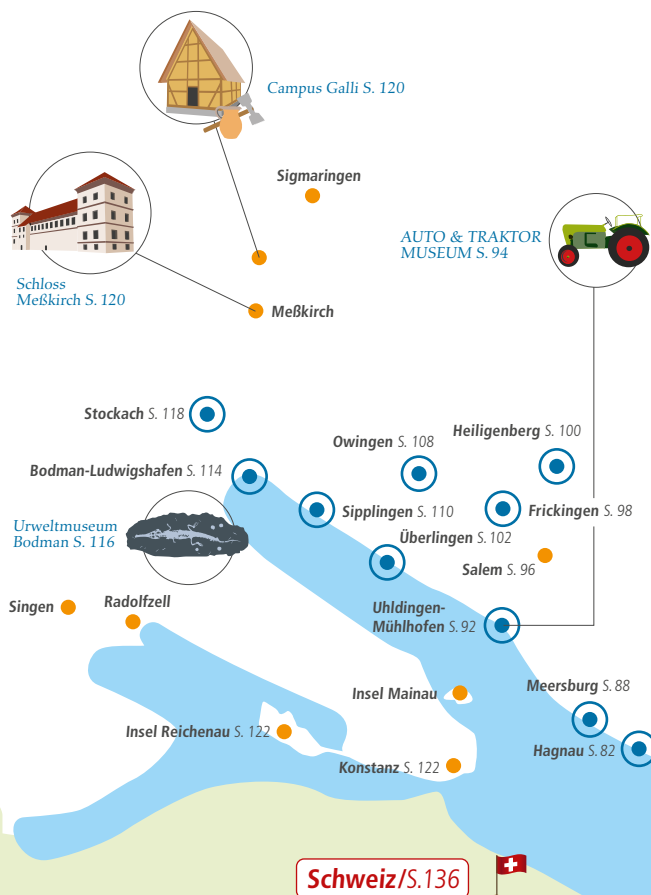 Campus Galli S. 120
Sigmaringen
AUTO & TRAKTOR
MUSEUM S. 94
Schloss
Meßkirch S. 120
Meßkirch
Stockach S. 118
Heiligenberg S. 100
Owingen S. 108
Bodman-Ludwigshafen S. 114
Sipplingen S. 110
Frickingen S. 98
Urweltmuseum
Bodman S. 116
Überlingen S. 102
Salem S. 96
Singen
Radolfzell
Uhldingen-
Mühlhofen S. 92
Insel Mainau
Meersburg S. 88
Insel Reichenau S. 122
Hagnau S. 82
Konstanz S. 122
Schweiz/S.136